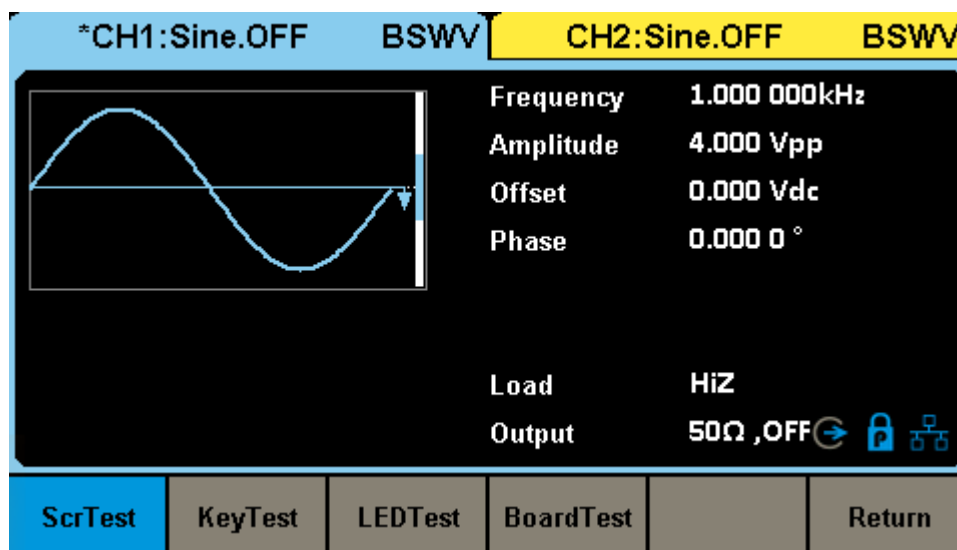 *CH1:Sine.OFF BSWV CH2:Sine.OFF BSWV
Frequency 1.000 000kHz
Amplitude 4.000 Vpp
Offset 0.000 Vdc
Phase 0.000 0 °
Load HiZ
Output 50Ω ,OFF P
ScrTest KeyTest LEDTest BoardTest Return